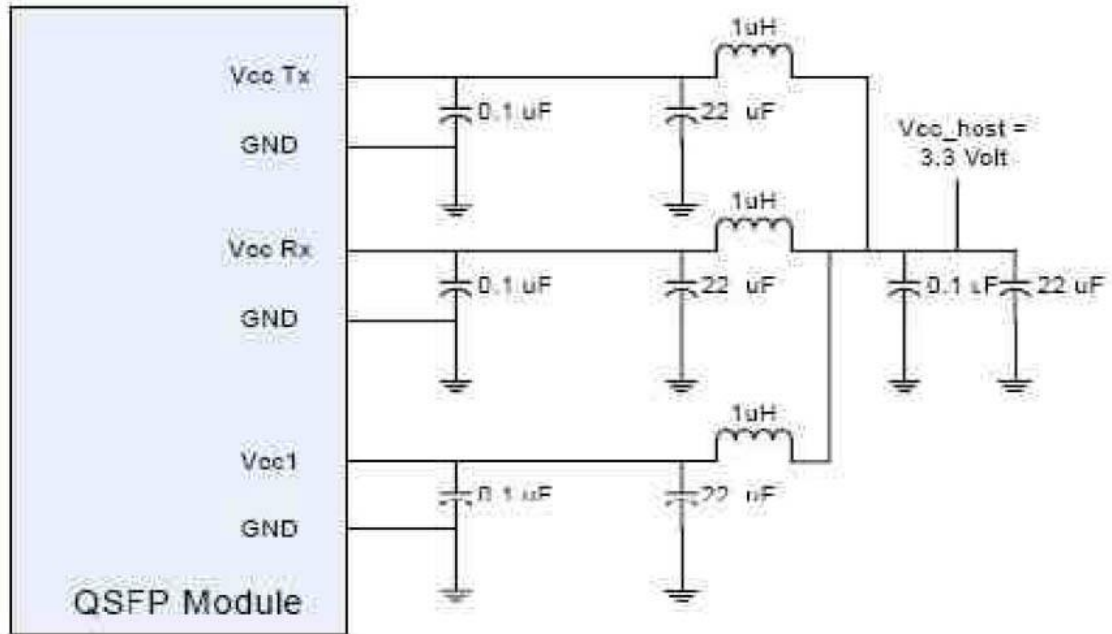 1uH
Vcc Tx
0.1 uF
22 uF
GND
Vcc_host =
3.3 Volt
1uH
Vcc Rx
0.1 uF
22 uF
0.1 uF
22 uF
GND
1uH
Vcc1
0.1 uF
22 uF
GND
QSFP Module